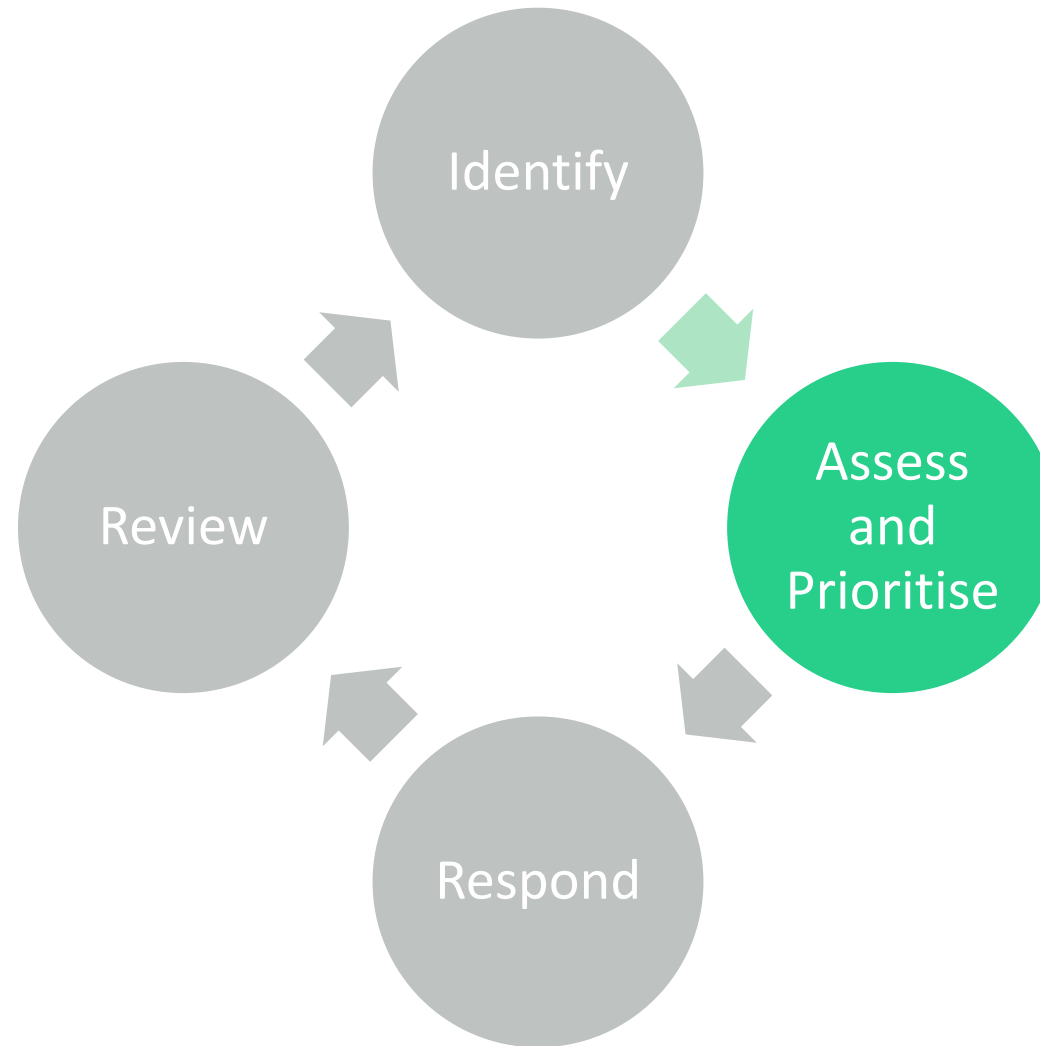 Identify
Assess
and
Prioritise
Respond
Review